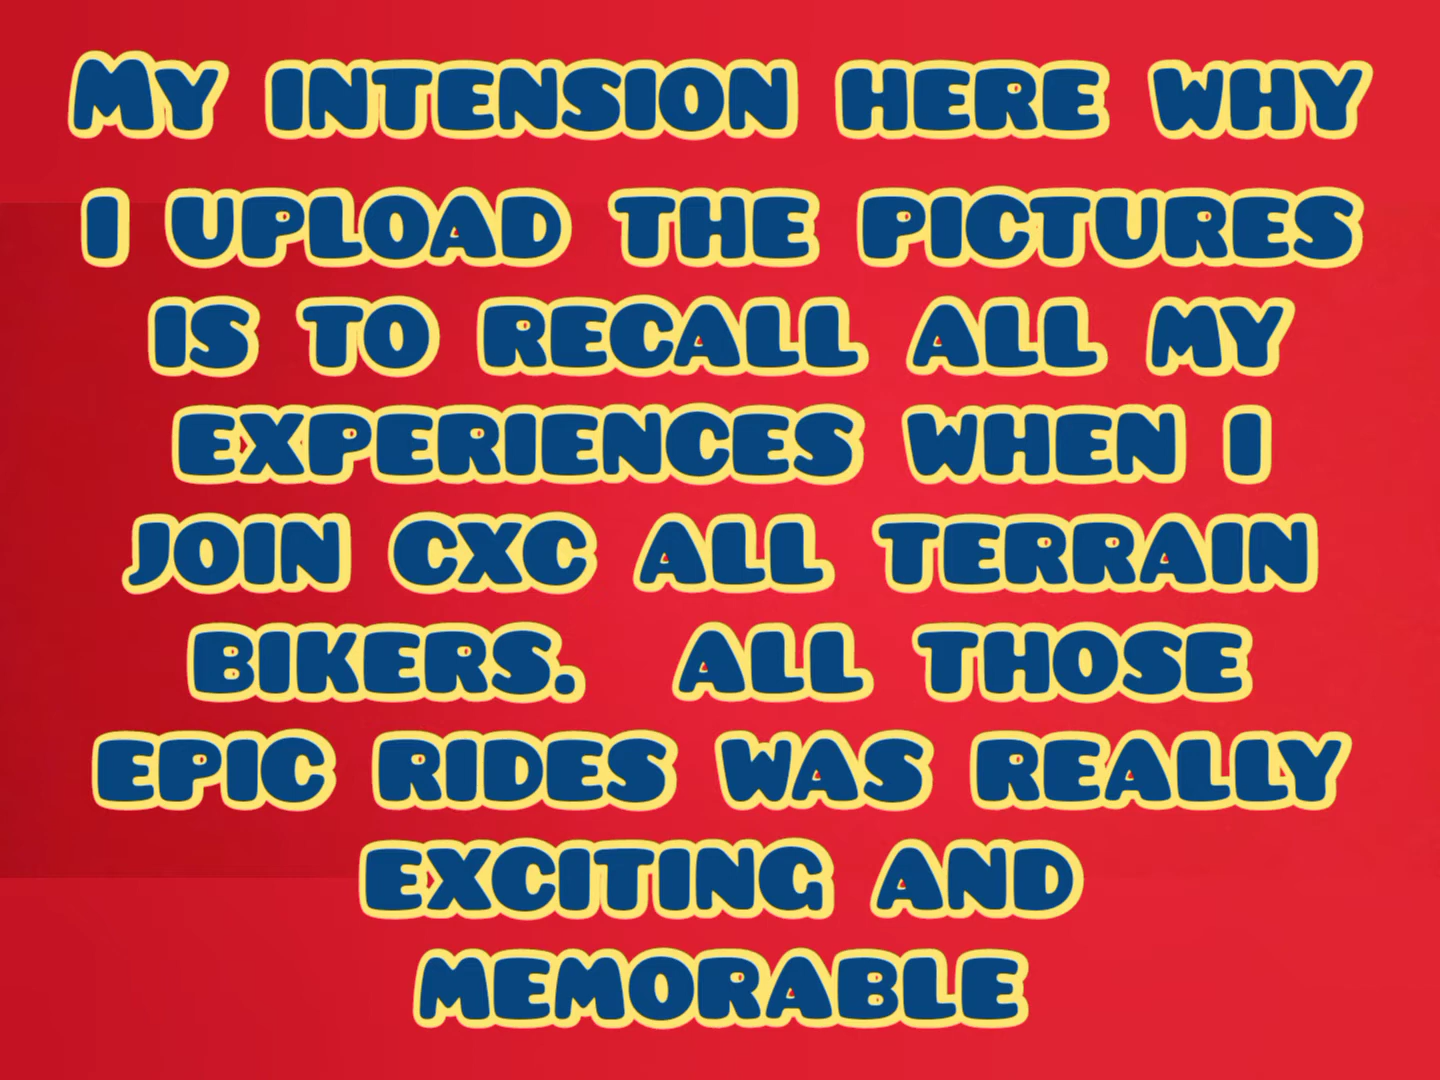 My intension here why
I upload the pictures
is to recall all my
experiences when I
join CXC All Terrain
Bikers.  All those
epic rides was really
exciting and
memorable